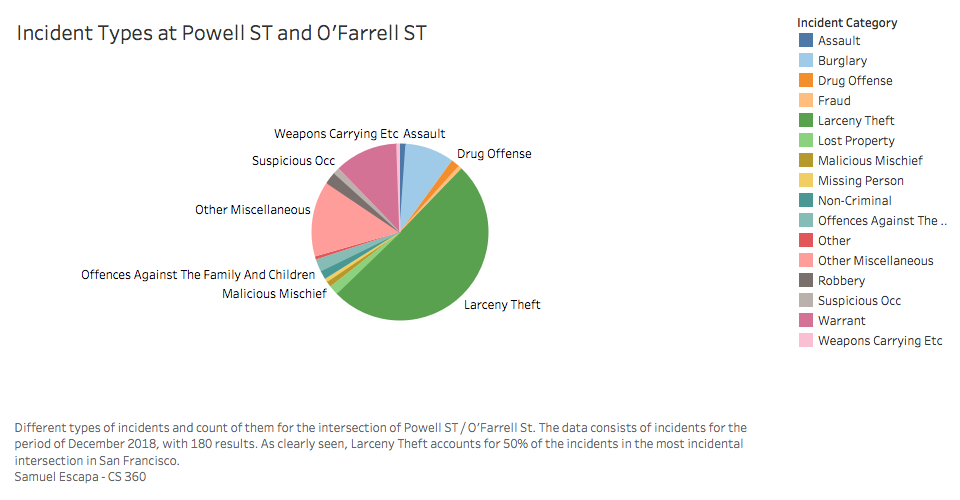 Incident Types at Powell ST and O’Farrell ST
Incident Category
Assault
Burglary
Drug Offense
Fraud
Larceny Theft
Lost Property
Malicious Mischief
Missing Person
Non-Criminal
Offences Against The ..
Other
Other Miscellaneous
Robbery
Suspicious Occ
Warrant
Weapons Carrying Etc
Weapons Carrying Etc
Assault
Drug Offense
Suspicious Occ
Other Miscellaneous
Offences Against The Family And Children
Malicious Mischief
Larceny Theft
Different types of incidents and count of them for the intersection of Powell ST / O’Farrell St. The data consists of incidents for the
period of December 2018, with 180 results. As clearly seen, Larceny Theft accounts for 50% of the incidents in the most incidental
intersection in San Francisco.
Samuel Escapa - CS 360